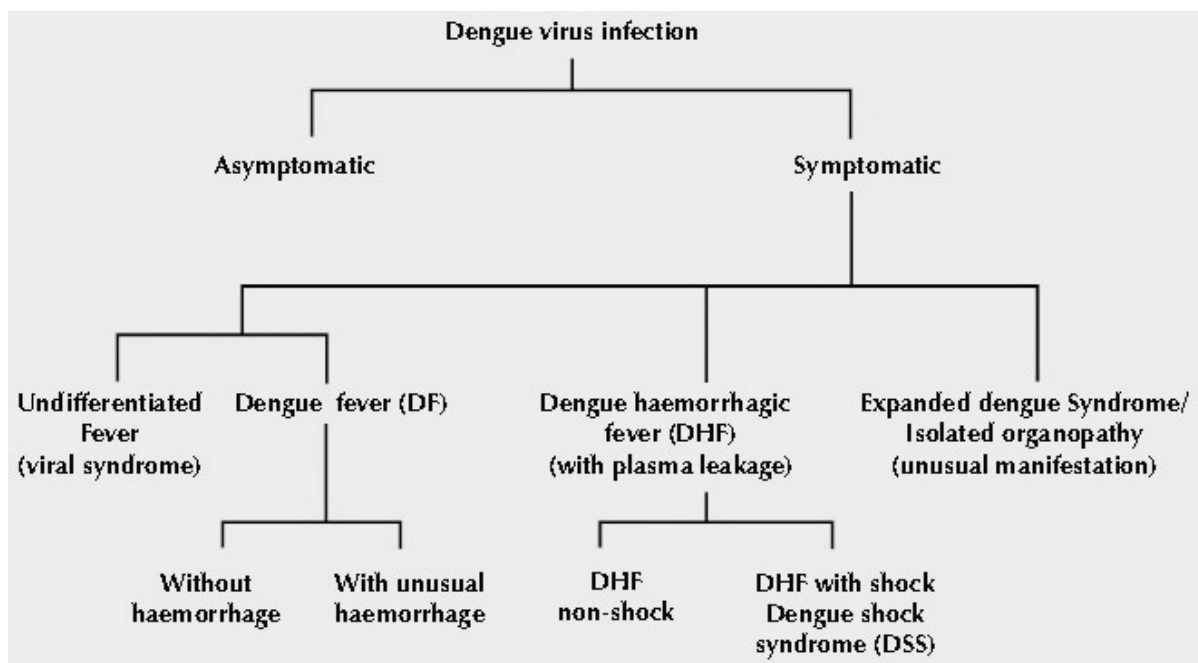 Dengue virus infection
Asymptomatic
Symptomatic
Undifferentiated
Fever
(viral syndrome)
Dengue fever (DF)
Dengue haemorrhagic
fever (DHF)
(with plasma leakage)
Expanded dengue Syndrome/
Isolated organopathy
(unusual manifestation)
Without
haemorrhage
With unusual
haemorrhage
DHF
non-shock
DHF with shock
Dengue shock
syndrome (DSS)